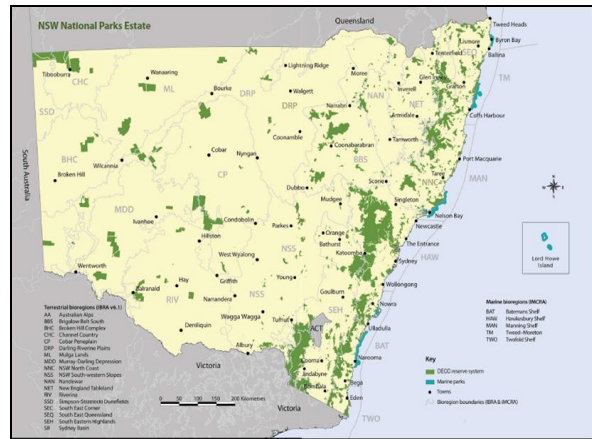 NSW National Parks Estate
Queensland
Tweed Heads
Byron Bay
Lismore
SEQ
Ballina
Tenterfield
Tibooburra
CHC
Wanaaring
Lightning Ridge
Moree
Glen Innes
TM
ML
Bourke
DRP
Walgett
Inverell
Grafton
SSD
DRP
Narrabri
NAN
NET
Armidale
Coffs Harbour
Coonamble
Coonabarabran
Tamworth
BHC
Wilcannia
Cobar
Nyngan
BBS
Port Macquarie
Broken Hill
CP
Scone
Taree
NNC
MAN
South Australia
Dubbo
Mudgee
Singleton
MDD
Ivanhoe
Condobolin
Parkes
Nelson Bay
Newcastle
Hillston
Orange
Bathurst
The Entrance
Lord Howe
Island
NSS
West Wyalong
Katoomba
Sydney
HAW
Wentworth
Balranald
Hay
Griffith
Young
Wollongong
RIV
Narrandera
NSS
Goulburn
Nowra
Wagga Wagga
SEH
Ulladulla
Deniliquin
Tumut
ACT
Albury
BAT
Victoria
Cooma
Narooma
Jindabyne
Bega
Bombala
Eden
Victoria
TWO
Terrestrial bioregions (IBRA v6.1)
AA Australian Alps
BBS Brigalow Belt South
BHC Broken Hill Complex
CHC Channel Country
CP Cobar Peneplain
DRP Darling Riverine Plains
ML Mulga Lands
MDD Murray-Darling Depression
NNC NSW North Coast
NSS NSW South-western Slopes
NAN Nandewar
NET New England Tableland
RIV Riverina
SSD Simpson-Strzelecki Dunefields
SEC South East Corner
SEQ South East Queensland
SEH South Eastern Highlands
SB Sydney Basin
0 50 100 150 200 Kilometres
Marine bioregions (IMCRA)
BAT Batemans Shelf
HAW Hawkesbury Shelf
MAN Manning Shelf
TM Tweed-Moreton
TWO Twofold Shelf
Key
DECC reserve system
Marine parks
Towns
Bioregion boundaries (IBRA & IMCRA)